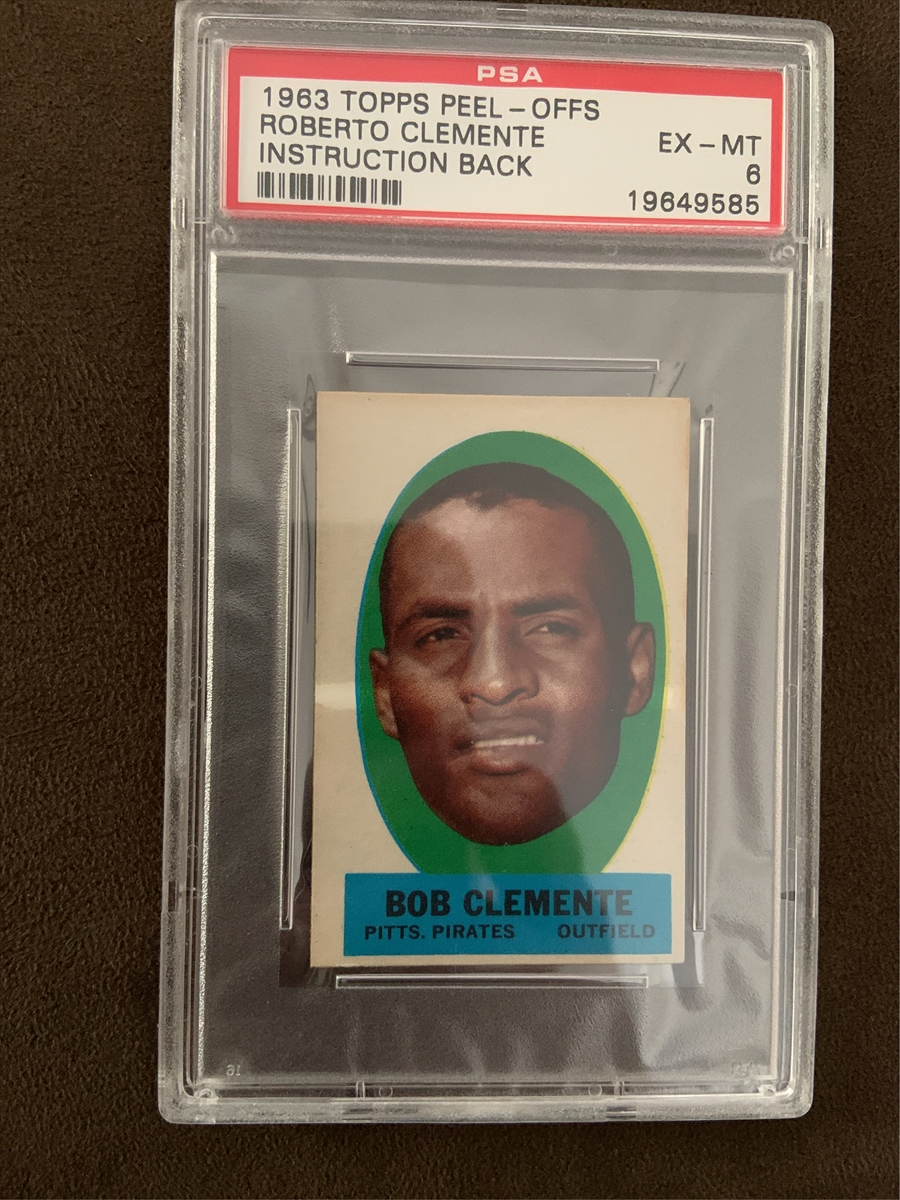 PSA
1963 TOPPS PEEL-OFFS
ROBERTO CLEMENTE EX-MT
INSTRUCTION BACK 6
19649585
BOB CLEMENTE
PITTS. PIRATES OUTFIELD